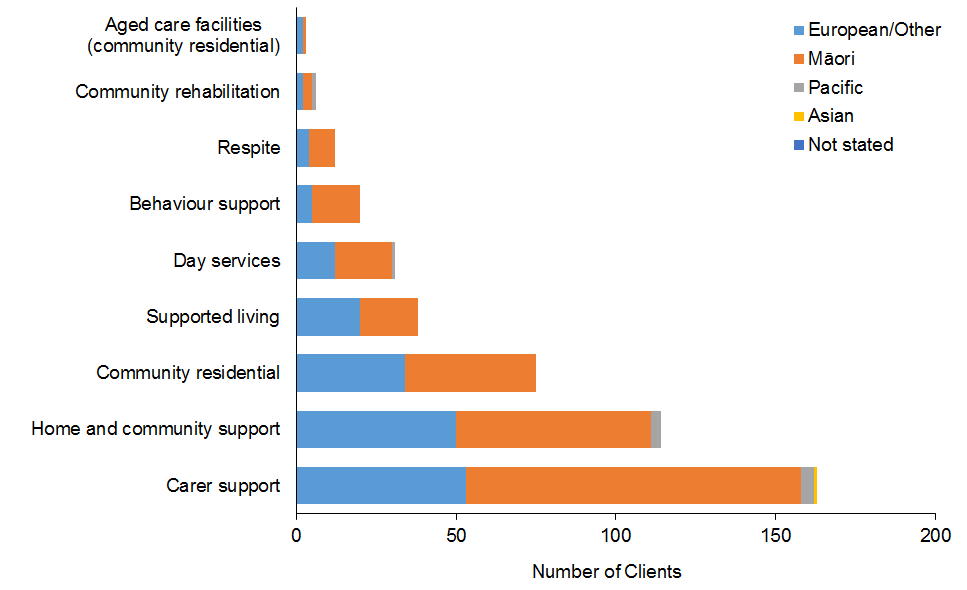 Aged care facilities
(community residential)
Community rehabilitation
Respite
Behaviour support
Day services
Supported living
Community residential
Home and community support
Carer support
0 50 100 150 200
Number of Clients
European/Other
Māori
Pacific
Asian
Not stated